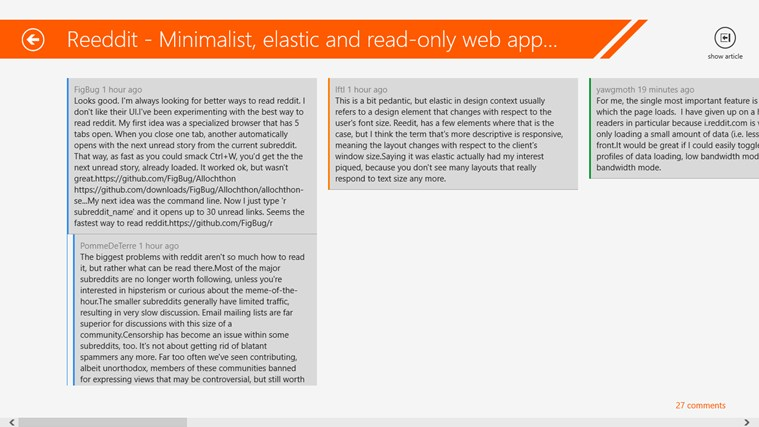 Reeddit - Minimalist, elastic and read-only web app...
show article
FigBug 1 hour ago
Looks good. I'm always looking for better ways to read reddit. I
don't like their UI.I've been experimenting with the best way to
read reddit. My first idea was a specialized browser that has 5
tabs open. When you close one tab, another automatically
opens with the next unread story from the current subreddit.
That way, as fast as you could smack Ctrl+W, you'd get the the
next unread story, already loaded. It worked ok, but wasn't
great.https://github.com/FigBug/Allochthon
https://github.com/downloads/FigBug/Allochthon/allochthon-
se...My next idea was the command line. Now I just type 'r
subreddit_name' and it opens up to 30 unread links. Seems the
fastest way to read reddit.https://github.com/FigBug/r
PommeDeTerre 1 hour ago
The biggest problems with reddit aren't so much how to read
it, but rather what can be read there.Most of the major
subreddits are no longer worth following, unless you're
interested in hipsterism or curious about the meme-of-the-
hour.The smaller subreddits generally have limited traffic,
resulting in very slow discussion. Email mailing lists are far
superior for discussions with this size of a
community.Censorship has become an issue within some
subreddits, too. It's not about getting rid of blatant
spammers any more. Far too often we've seen contributing,
albeit unorthodox, members of these communities banned
for expressing views that may be controversial, but still worth
lftl 1 hour ago
This is a bit pedantic, but elastic in design context usually
refers to a design element that changes with respect to the
user's font size. Reedit, has a few elements where that is the
case, but I think the term that's more descriptive is responsive,
meaning the layout changes with respect to the client's
window size.Saying it was elastic actually had my interest
piqued, because you don't see many layouts that really
respond to text size any more.
yawgmoth 19 minutes ago
For me, the single most important feature is
which the page loads. I have given up on a l
readers in particular because i.reddit.com is
only loading a small amount of data (i.e. less
front.It would be great if I could easily toggle
profiles of data loading, low bandwidth mod
bandwidth mode.
27 comments